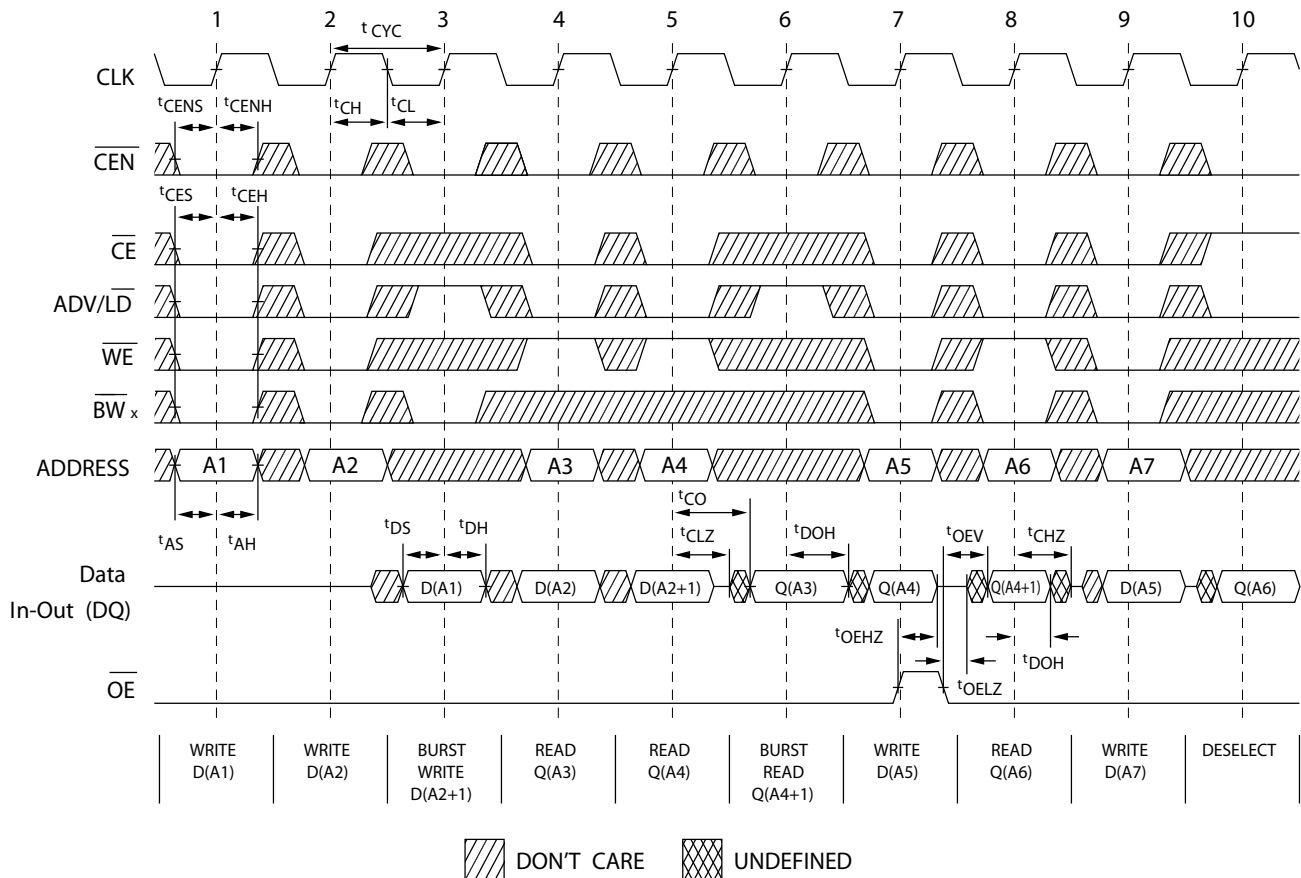 1 2 3 4 5 6 7 8 9 10
t CYC
CLK
tCENS tCENH tCH tCL
CEN
tCES tCEH
CE
ADV/LD
WE
BW x
ADDRESS A1 A2 A3 A4 A5 A6 A7
tAS tAH tDS tDH tCO tCLZ tDOH tOEV tCHZ
Data
In-Out (DQ)
D(A1) D(A2) D(A2+1) Q(A3) Q(A4) Q(A4+1) D(A5) Q(A6)
tOEHZ tDOH
tOELZ
OE
WRITE D(A1)
WRITE D(A2)
BURST WRITE D(A2+1)
READ Q(A3)
READ Q(A4)
BURST READ Q(A4+1)
WRITE D(A5)
READ Q(A6)
WRITE D(A7)
DESELECT
DON'T CARE UNDEFINED